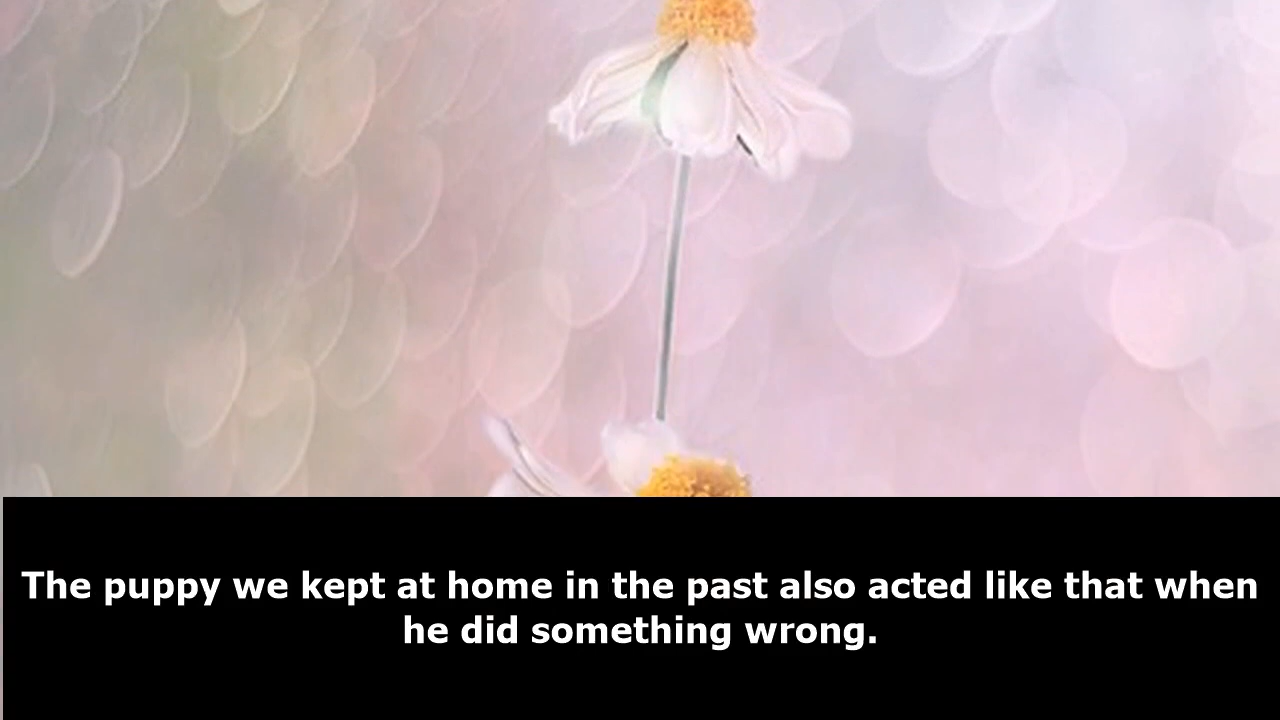 The puppy we kept at home in the past also acted like that when
he did something wrong.